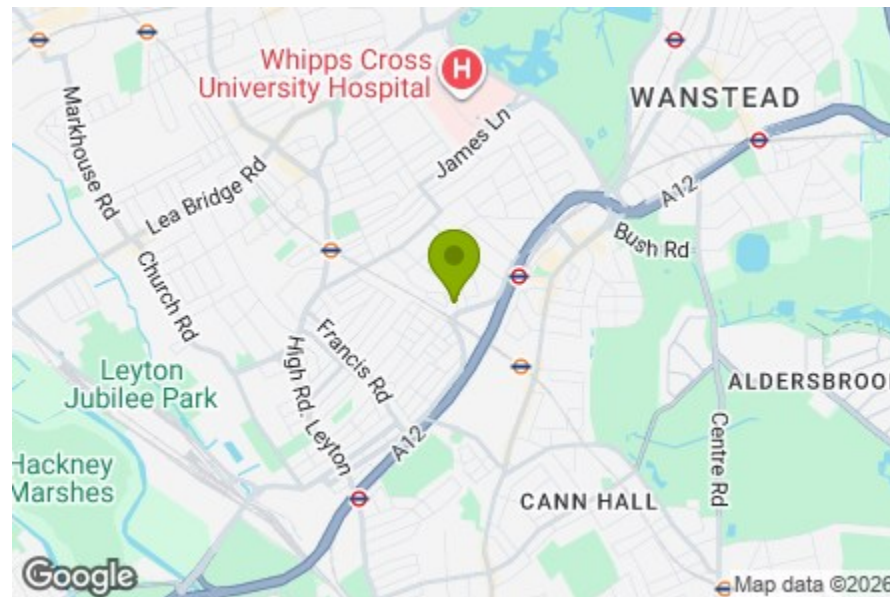 Whipps Cross
University Hospital
H
WANSTEAD
Markhouse Rd
James Ln
Lea Bridge Rd
A12
Bush Rd
Church Rd
Francis Rd
High Rd. Leyton
Leyton
Jubilee Park
ALDERSBROOK
Centre Rd
A12
Hackney
Marshes
CANN HALL
Google
Map data ©2026